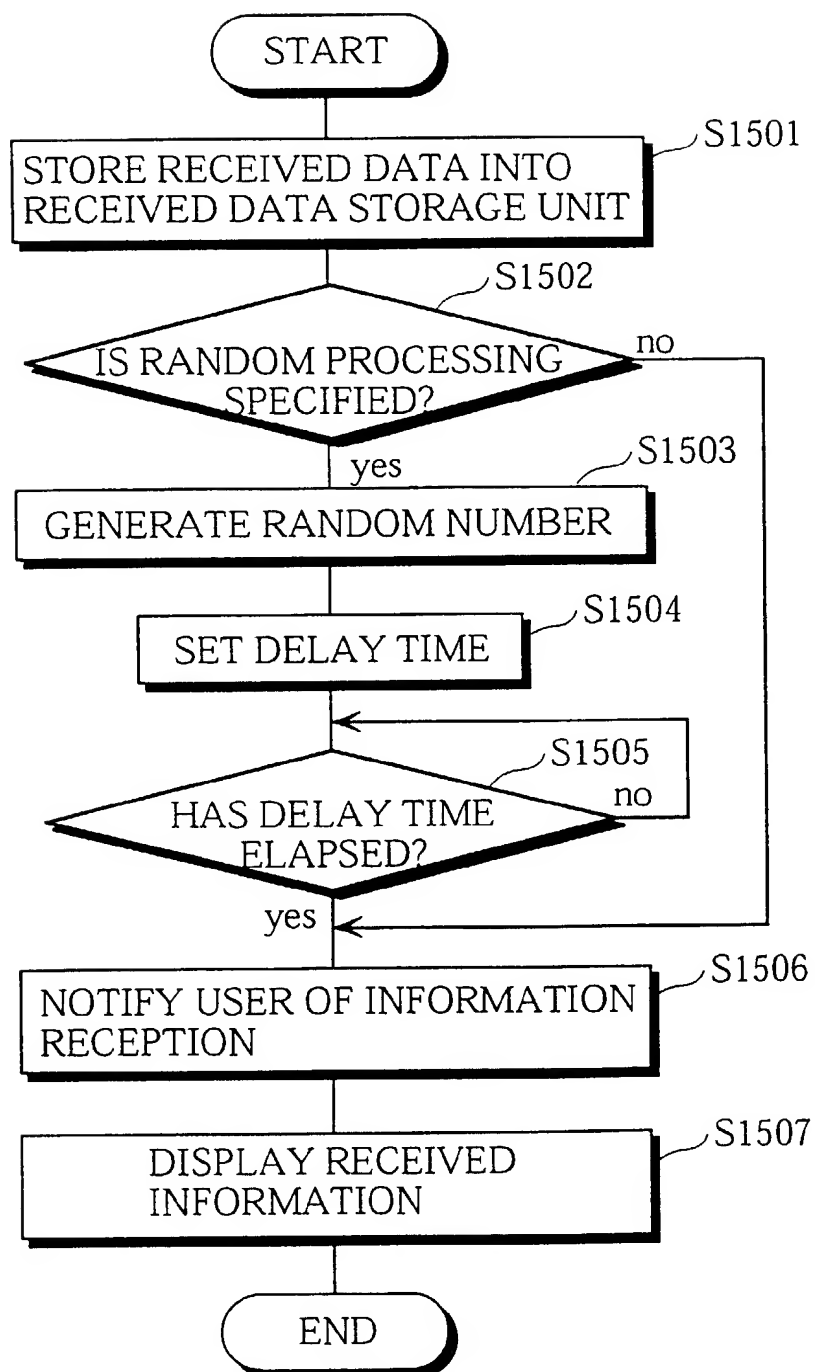 START
S1501
STORE RECEIVED DATA INTO
RECEIVED DATA STORAGE UNIT
S1502
IS RANDOM PROCESSING
SPECIFIED?
no
yes
S1503
GENERATE RANDOM NUMBER
S1504
SET DELAY TIME
S1505
HAS DELAY TIME
ELAPSED?
no
yes
S1506
NOTIFY USER OF INFORMATION
RECEPTION
S1507
DISPLAY RECEIVED
INFORMATION
END